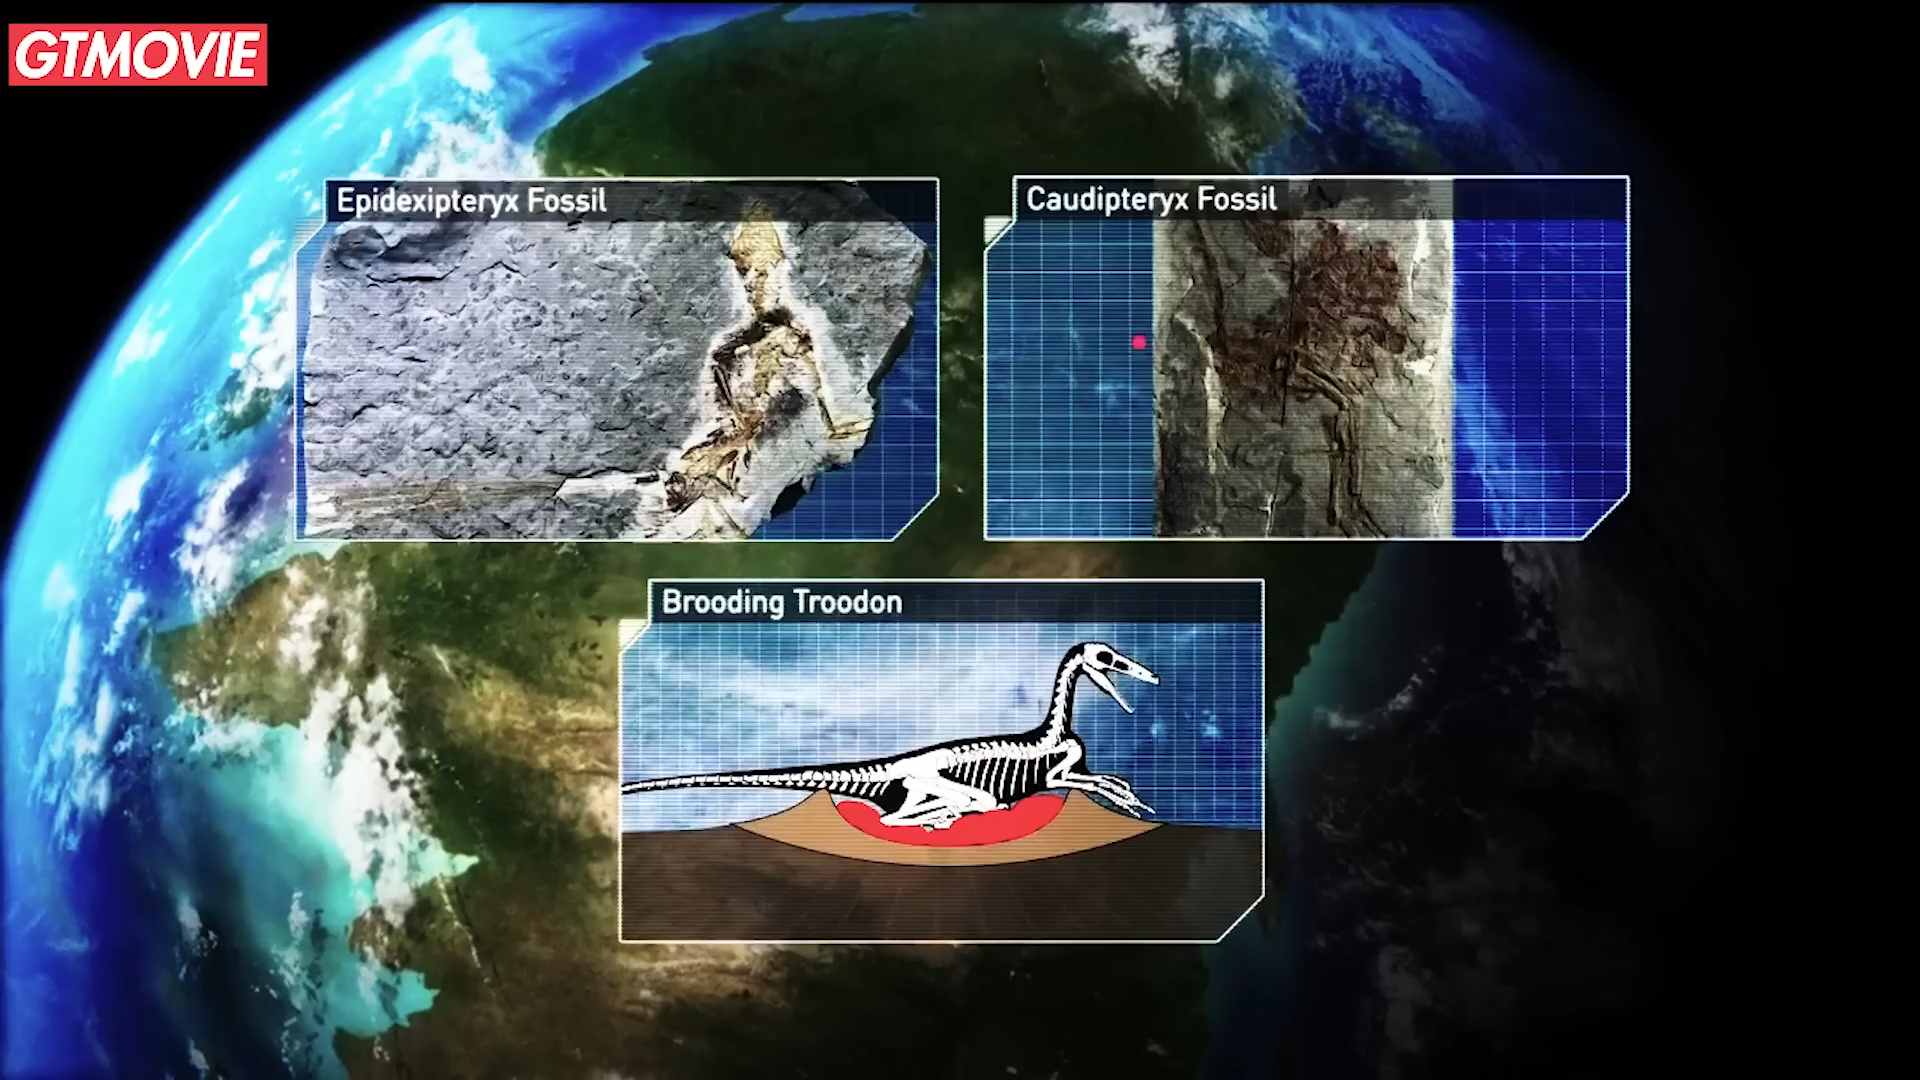 GTMOVIE
Epidexipteryx Fossil
Caudipteryx Fossil
Brooding Troodon